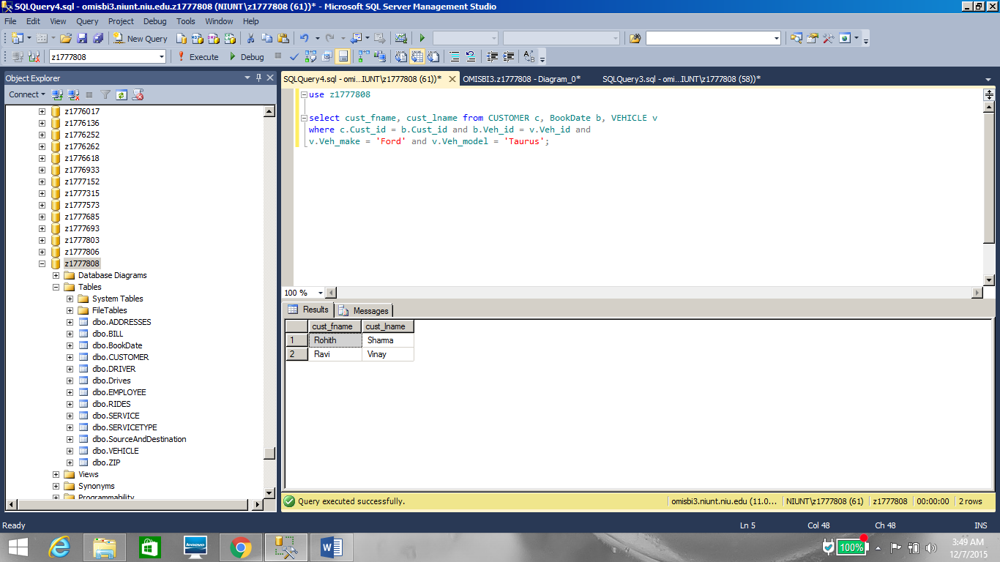 SQLQuery4.sql - omisbi3.niunt.niu.edu.z1777808 (NIUNT\z1777808 (61))* - Microsoft SQL Server Management Studio
File Edit View Query Project Debug Tools Window Help
New Query
z1777808 Execute Debug
Object Explorer
Connect
z1776017
z1776136
z1776252
z1776262
z1776618
z1776933
z1777152
z1777315
z1777573
z1777685
z1777693
z1777803
z1777806
z1777808
Database Diagrams
Tables
System Tables
FileTables
dbo.ADDRESSES
dbo.BILL
dbo.BookDate
dbo.CUSTOMER
dbo.DRIVER
dbo.Drives
dbo.EMPLOYEE
dbo.RIDES
dbo.SERVICE
dbo.SERVICETYPE
dbo.SourceAndDestination
dbo.VEHICLE
dbo.ZIP
Views
Synonyms
Programmability
SQLQuery4.sql - omi...IUNT\z1777808 (61))* OMISBI3.z1777808 - Diagram_0* SQLQuery3.sql - omi...IUNT\z1777808 (58))*
use z1777808
select cust_fname, cust_lname from CUSTOMER c, BookDate b, VEHICLE v
where c.Cust_id = b.Cust_id and b.Veh_id = v.Veh_id and
v.Veh_make = 'Ford' and v.Veh_model = 'Taurus';
100 %
Results Messages
cust_fname cust_lname
1 Rohith Sharma
2 Ravi Vinay
Query executed successfully. omisbi3.niunt.niu.edu (11.0... NIUNT\z1777808 (61) z1777808 00:00:00 2 rows
Ready Ln 5 Col 48 Ch 48 INS
lenovo
100%
3:49 AM
12/7/2015